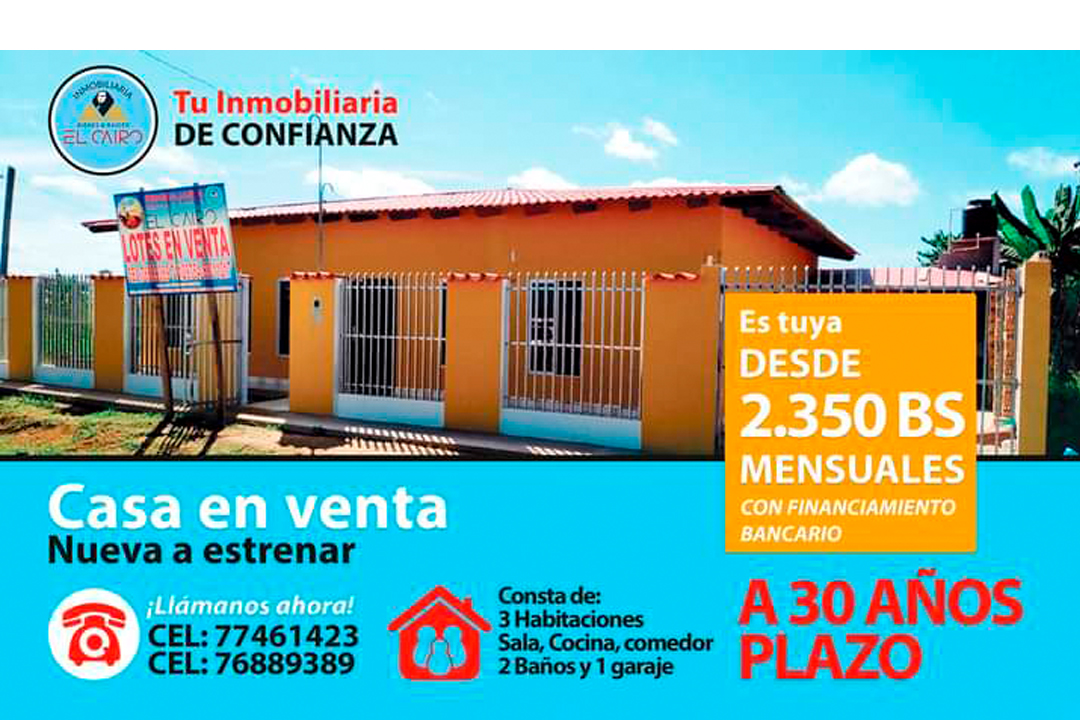 INMOBILIARIA
EL CAIRO
Tu Inmobiliaria
DE CONFIANZA
EL CAIRO
LOTES EN VENTA
Es tuya
DESDE
2.350 BS
MENSUALES
CON FINANCIAMIENTO
BANCARIO
Casa en venta
Nueva a estrenar
¡Llámanos ahora!
CEL: 77461423
CEL: 76889389
Consta de:
3 Habitaciones
Sala, Cocina, comedor
2 Baños y 1 garaje
A 30 AÑOS
PLAZO